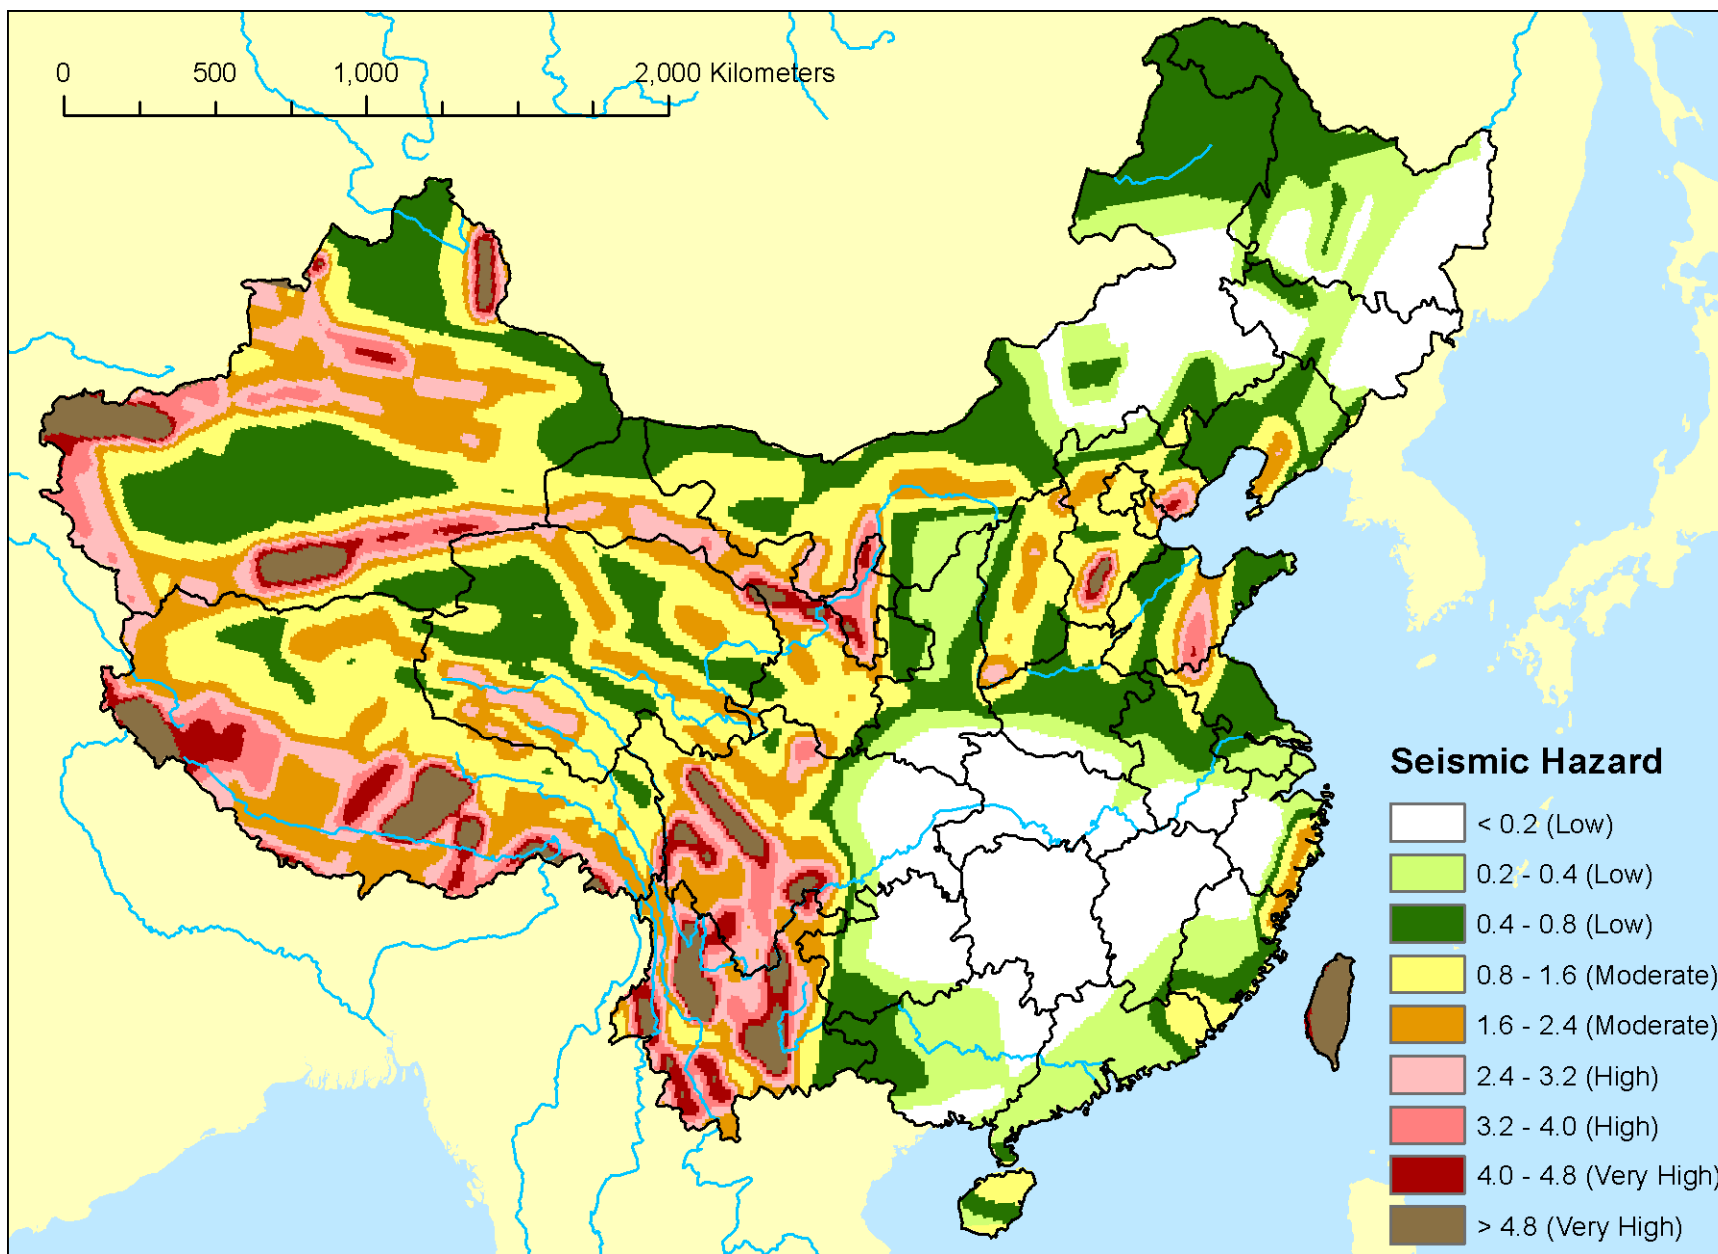 0 500 1,000 2,000 Kilometers
Seismic Hazard
< 0.2 (Low)
0.2 - 0.4 (Low)
0.4 - 0.8 (Low)
0.8 - 1.6 (Moderate)
1.6 - 2.4 (Moderate)
2.4 - 3.2 (High)
3.2 - 4.0 (High)
4.0 - 4.8 (Very High)
> 4.8 (Very High)